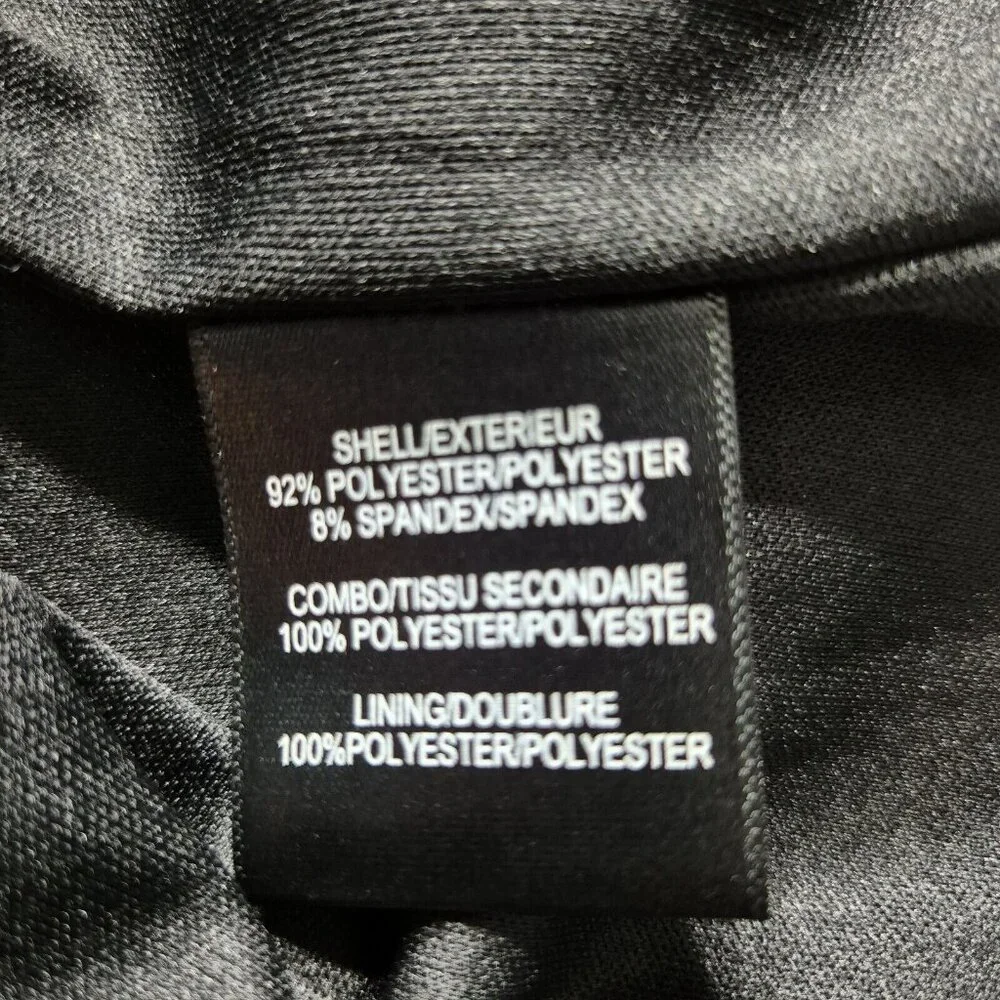 SHELL/EXTERIEUR
92% POLYESTER/POLYESTER
8% SPANDEX/SPANDEX
COMBO/TISSU SECONDAIRE
100% POLYESTER/POLYESTER
LINING/DOUBLURE
100%POLYESTER/POLYESTER